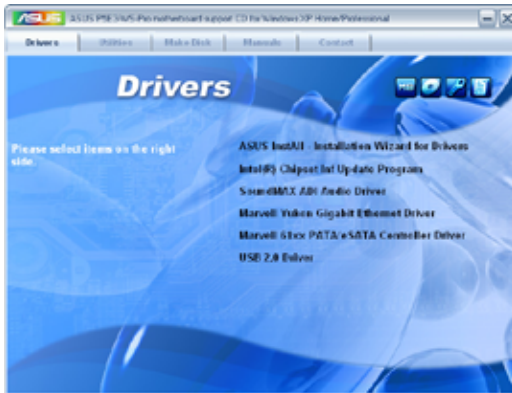 ASUS ASUS P5E3 WS-Pro motherboard support CD for Windows XP Home/Professional
Drivers Utilities Make Disk Manuals Contact
Drivers
Please select items on the right side.
ASUS InstAll - Installation Wizard for Drivers
Intel(R) Chipset Inf Update Program
SoundMAX ADI Audio Driver
Marvell Yukon Gigabit Ethernet Driver
Marvell 61xx PATA/eSATA Controller Driver
USB 2.0 Driver